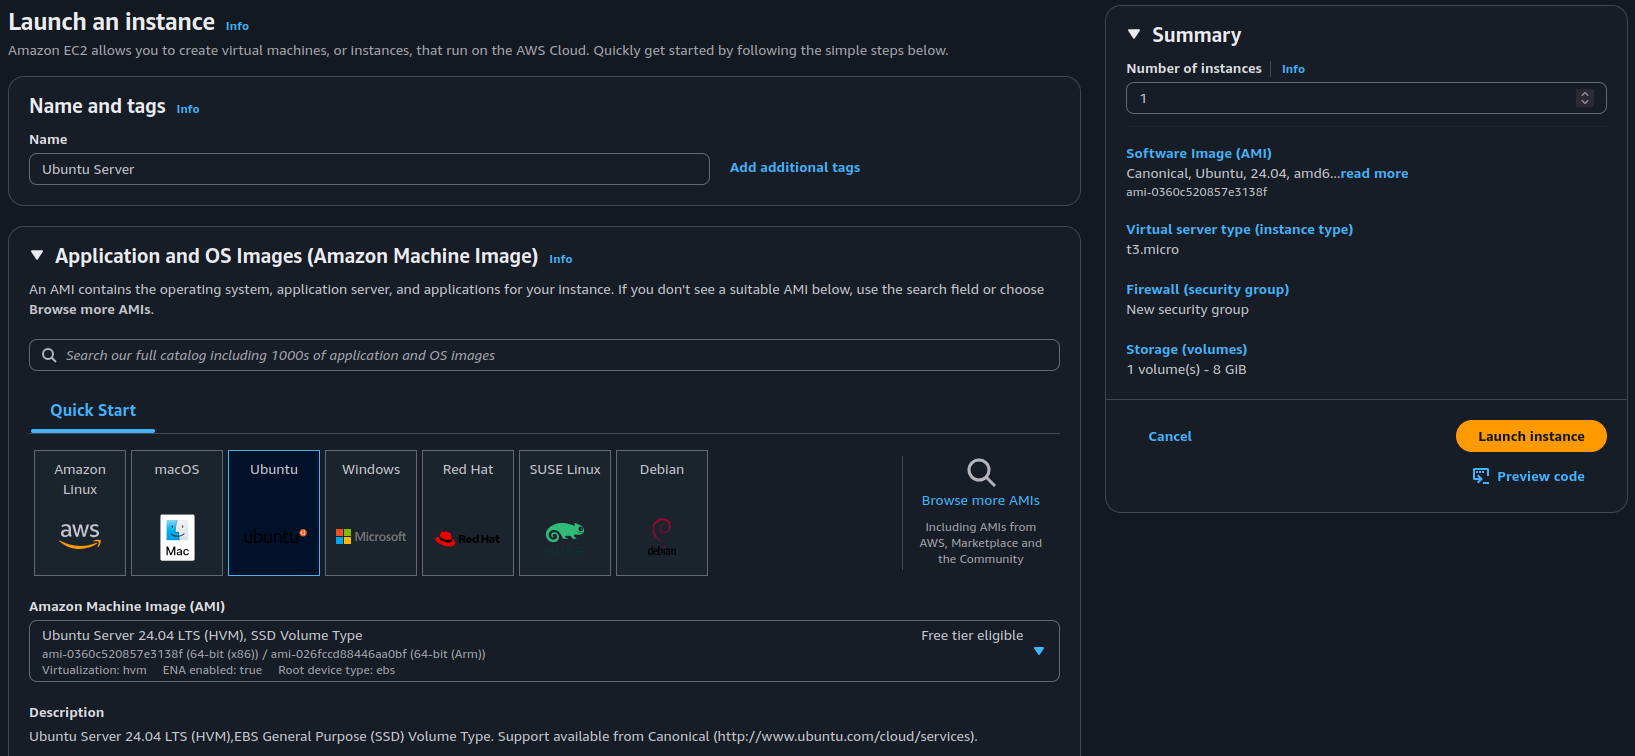 Launch an instance Info
Amazon EC2 allows you to create virtual machines, or instances, that run on the AWS Cloud. Quickly get started by following the simple steps below.
Name and tags Info
Name
Ubuntu Server
Add additional tags
Application and OS Images (Amazon Machine Image) Info
An AMI contains the operating system, application server, and applications for your instance. If you don't see a suitable AMI below, use the search field or choose
Browse more AMIs.
Search our full catalog including 1000s of application and OS images
Quick Start
Amazon
Linux
aws
macOS
Mac
Ubuntu
ubuntu
Windows
Microsoft
Red Hat
Red Hat
SUSE Linux
Debian
debian
Browse more AMIs
Including AMIs from
AWS, Marketplace and
the Community
Amazon Machine Image (AMI)
Ubuntu Server 24.04 LTS (HVM), SSD Volume Type
Free tier eligible
ami-0360c520857e3138f (64-bit (x86)) / ami-026fccd88446aa0bf (64-bit (Arm))
Virtualization: hvm ENA enabled: true Root device type: ebs
Description
Ubuntu Server 24.04 LTS (HVM),EBS General Purpose (SSD) Volume Type. Support available from Canonical (http://www.ubuntu.com/cloud/services).
Summary
Number of instances Info
1
Software Image (AMI)
Canonical, Ubuntu, 24.04, amd6...read more
ami-0360c520857e3138f
Virtual server type (instance type)
t3.micro
Firewall (security group)
New security group
Storage (volumes)
1 volume(s) - 8 GiB
Cancel
Launch instance
Preview code